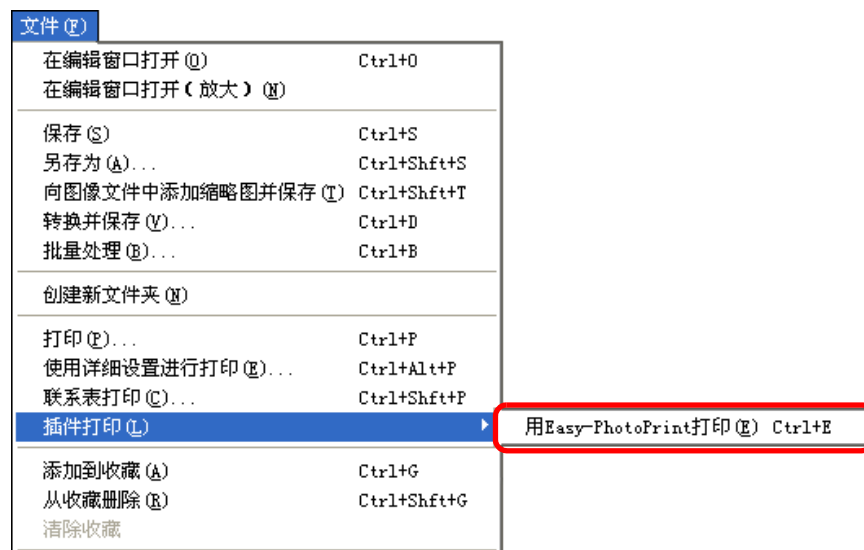 文件(F)
在编辑窗口打开(O) Ctrl+O
在编辑窗口打开(放大)(N)
保存(S) Ctrl+S
另存为(A)... Ctrl+Shft+S
向图像文件中添加缩略图并保存(T) Ctrl+Shft+T
转换并保存(V)... Ctrl+D
批量处理(B)... Ctrl+B
创建新文件夹(N)
打印(P)... Ctrl+P
使用详细设置进行打印(E)... Ctrl+Alt+P
联系表打印(C)... Ctrl+Shft+P
插件打印(L) 用Easy-PhotoPrint打印(E) Ctrl+E
添加到收藏(A) Ctrl+G
从收藏删除(R) Ctrl+Shft+G
清除收藏